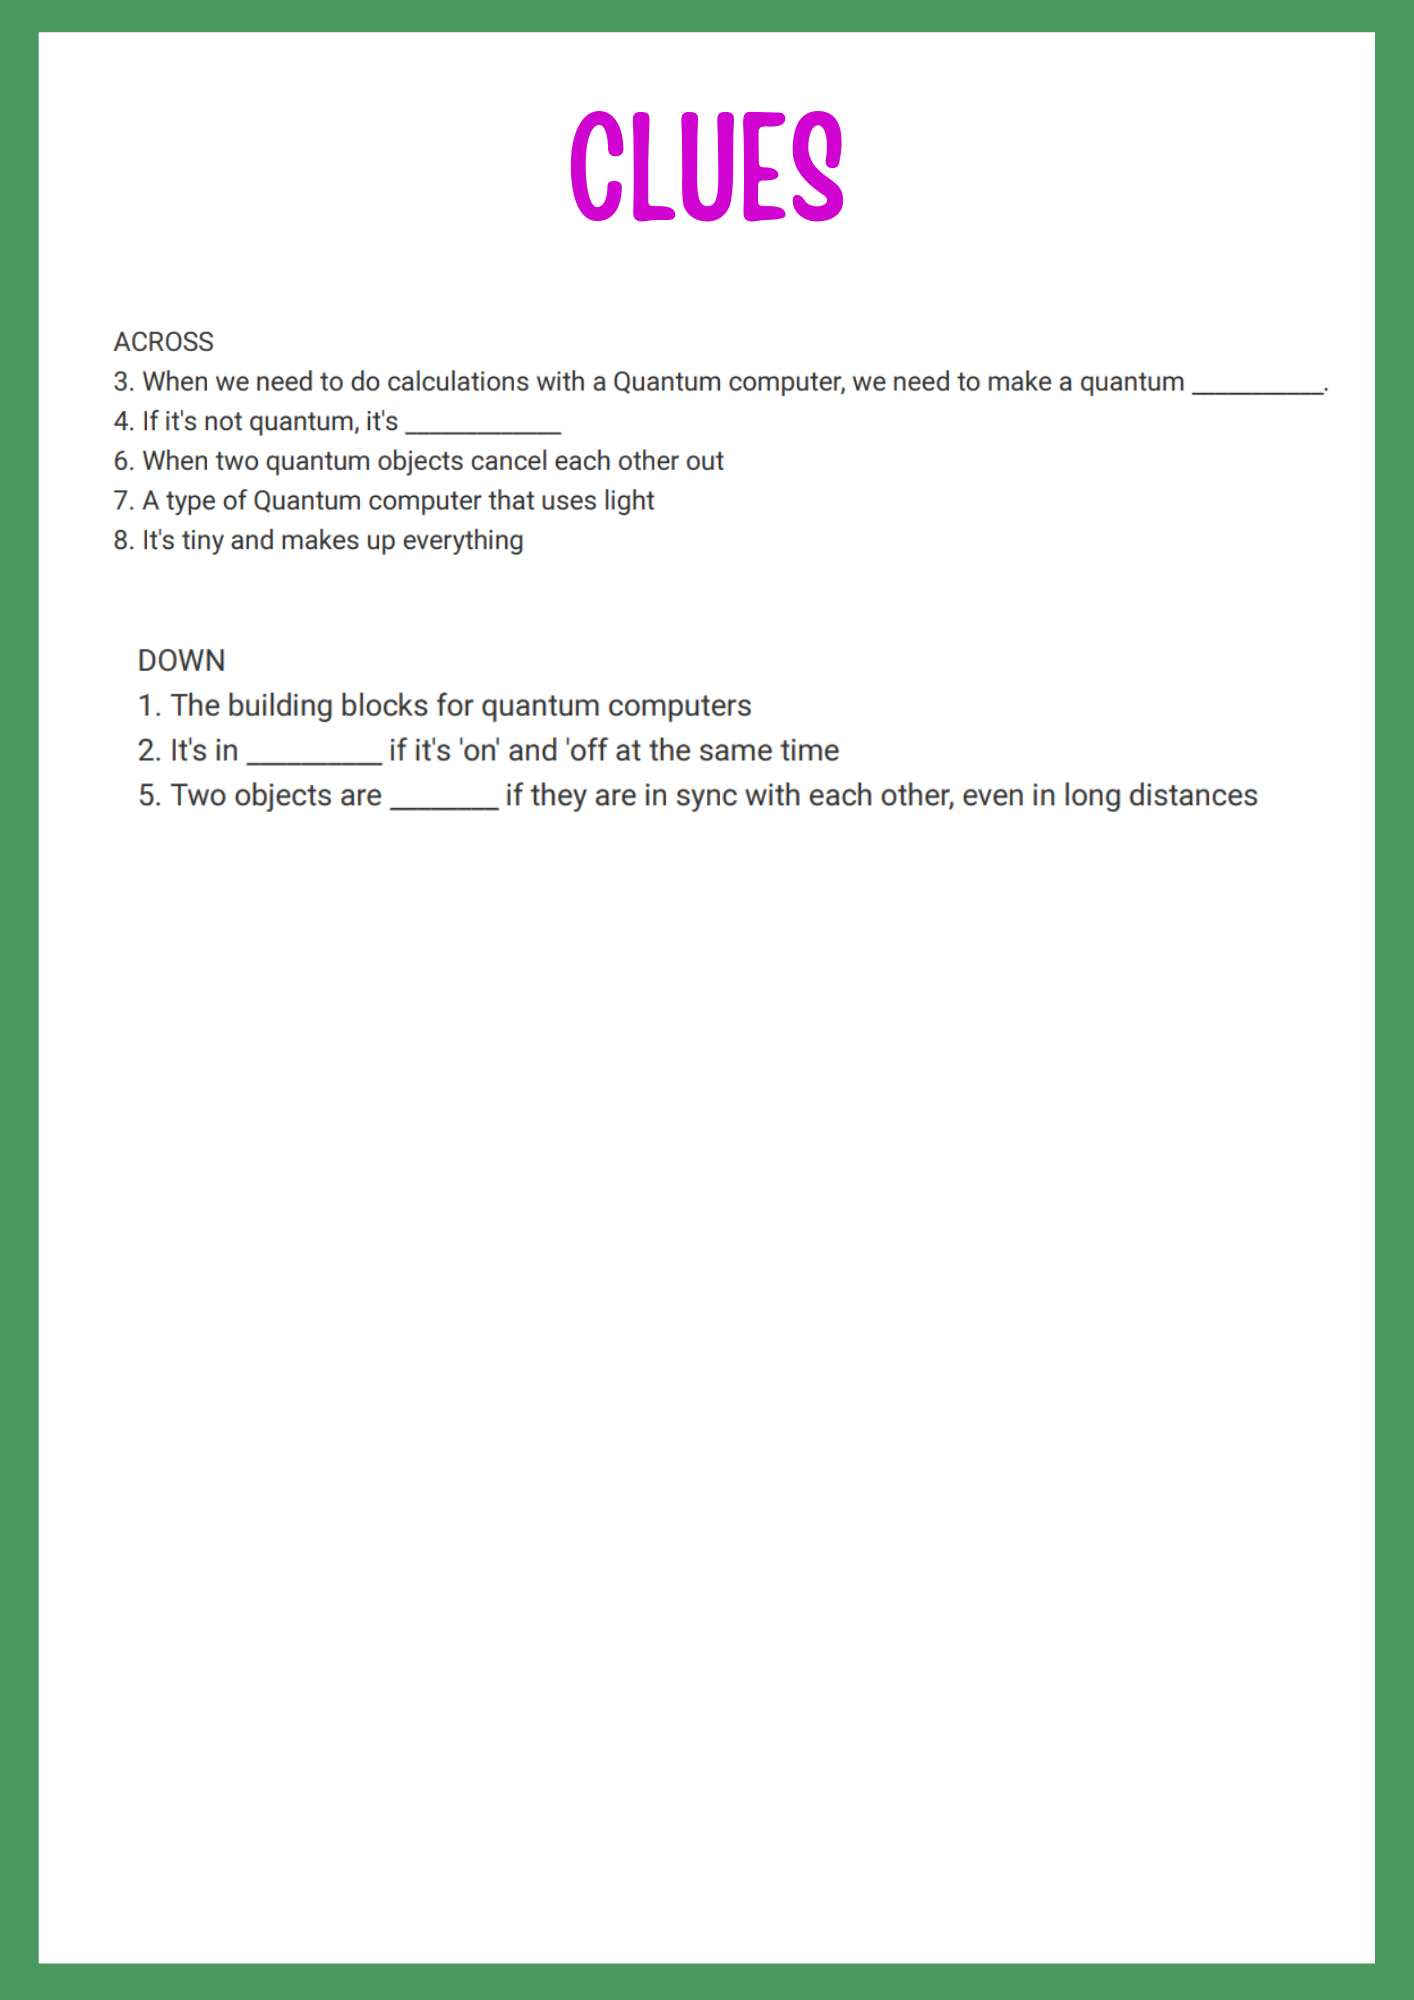 CLUES
ACROSS
3. When we need to do calculations with a Quantum computer, we need to make a quantum __________.
4. If it's not quantum, it's ____________
6. When two quantum objects cancel each other out
7. A type of Quantum computer that uses light
8. It's tiny and makes up everything
DOWN
1. The building blocks for quantum computers
2. It's in _________ if it's 'on' and 'off at the same time
5. Two objects are _______ if they are in sync with each other, even in long distances